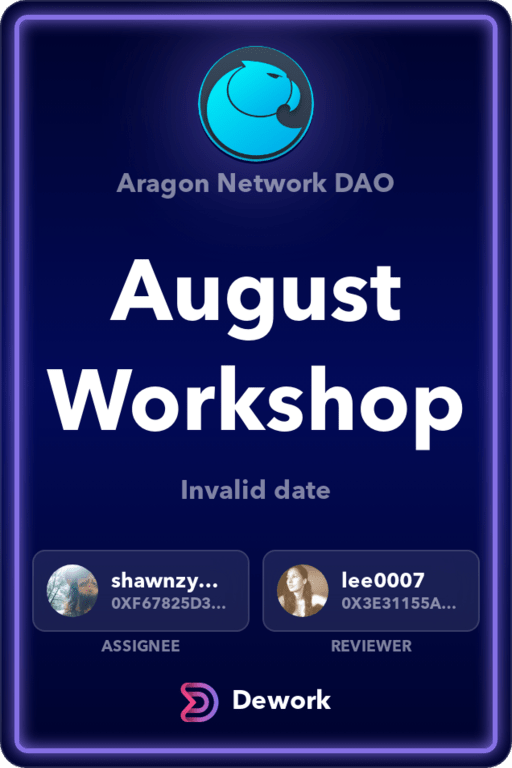 Aragon Network DAO
August
Workshop
Invalid date
shawnzy...
0XF67825D3...
ASSIGNEE
lee0007
0X3E31155A...
REVIEWER
Dework